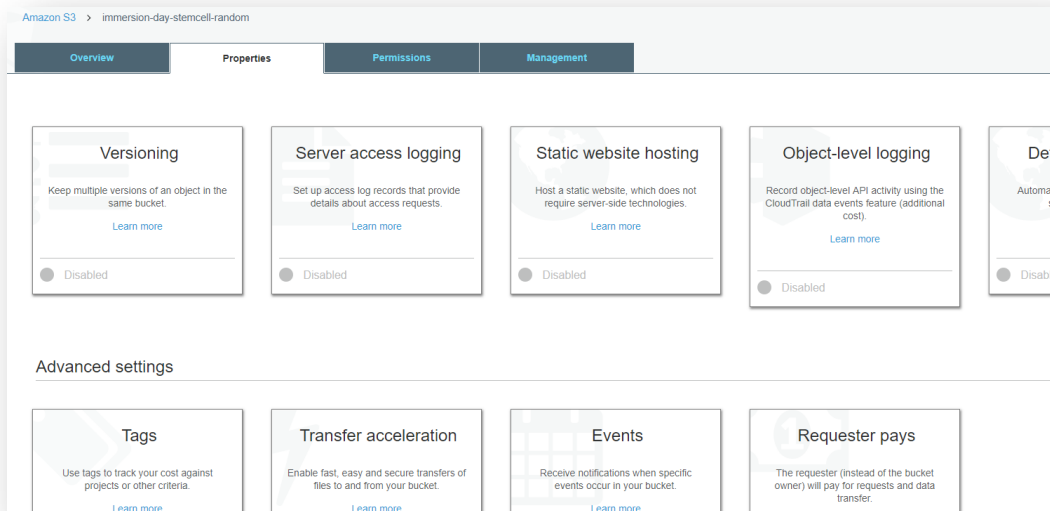 Amazon S3 > immersion-day-stemcell-random
Overview
Properties
Permissions
Management
Versioning
Keep multiple versions of an object in the
same bucket.
Learn more
Disabled
Server access logging
Set up access log records that provide
details about access requests.
Learn more
Disabled
Static website hosting
Host a static website, which does not
require server-side technologies.
Learn more
Disabled
Object-level logging
Record object-level API activity using the
CloudTrail data events feature (additional
cost).
Learn more
Disabled
Advanced settings
Tags
Use tags to track your cost against
projects or other criteria.
Learn more
Transfer acceleration
Enable fast, easy and secure transfers of
files to and from your bucket.
Learn more
Events
Receive notifications when specific
events occur in your bucket.
Learn more
Requester pays
The requester (instead of the bucket
owner) will pay for requests and data
transfer.